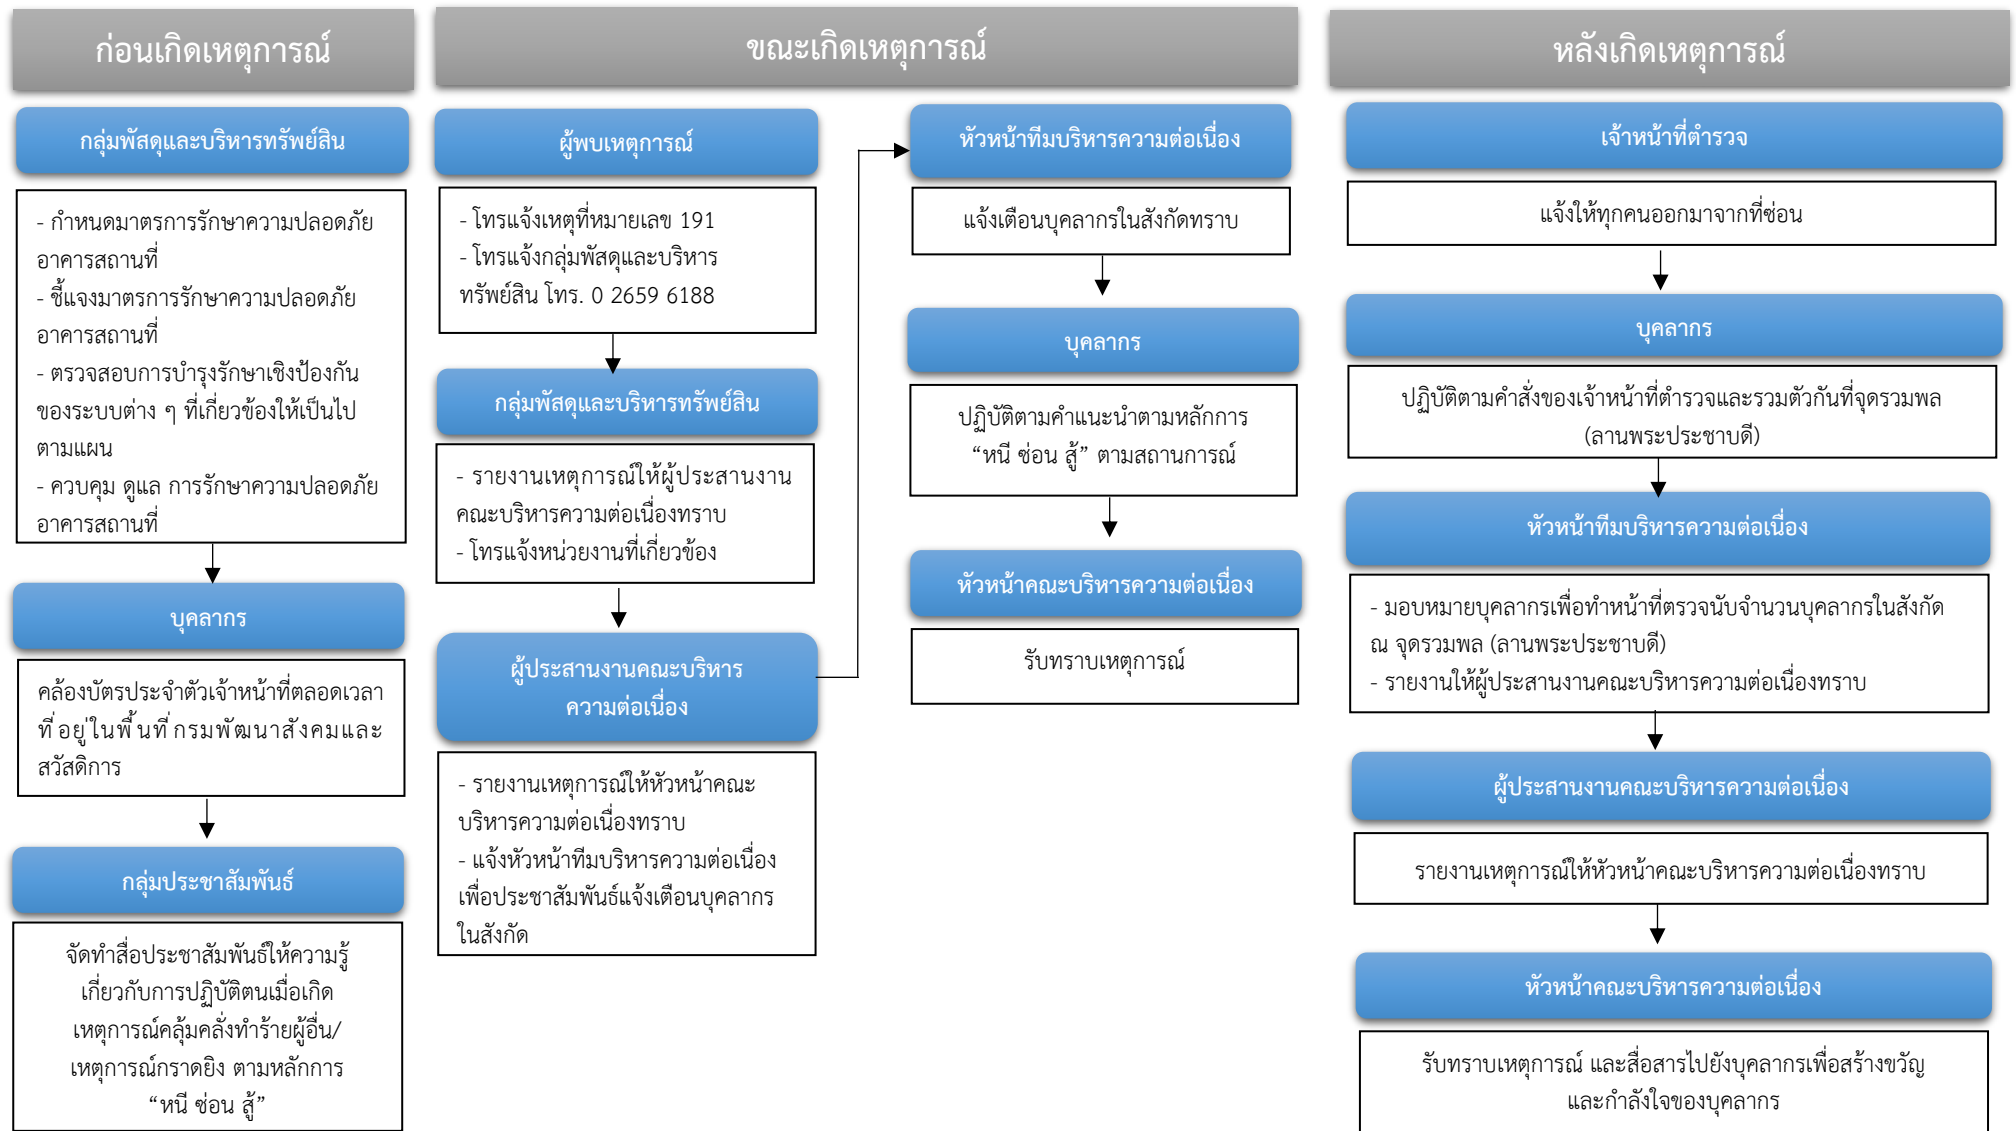 ก่อนเกิดเหตุการณ์
กลุ่มพัสดุและบริหารทรัพย์สิน
- กำหนดมาตรการรักษาความปลอดภัย
อาคารสถานที่
- ชี้แจงมาตรการรักษาความปลอดภัย
อาคารสถานที่
- ตรวจสอบการบำรุงรักษาเชิงป้องกัน
ของระบบต่าง ๆ ที่เกี่ยวข้องให้เป็นไป
ตามแผน
- ควบคุม ดูแล การรักษาความปลอดภัย
อาคารสถานที่
บุคลากร
คล้องบัตรประจำตัวเจ้าหน้าที่ตลอดเวลา
ที่อยู่ในพื้นที่กรมพัฒนาสังคมและ
สวัสดิการ
กลุ่มประชาสัมพันธ์
จัดทำสื่อประชาสัมพันธ์ให้ความรู้
เกี่ยวกับการปฏิบัติตนเมื่อเกิด
เหตุการณ์คลุ้มคลั่งทำร้ายผู้อื่น/
เหตุการณ์กราดยิง ตามหลักการ
“หนี ซ่อน สู้”
ขณะเกิดเหตุการณ์
ผู้พบเหตุการณ์
- โทรแจ้งเหตุที่หมายเลข 191
- โทรแจ้งกลุ่มพัสดุและบริหาร
ทรัพย์สิน โทร. 0 2659 6188
กลุ่มพัสดุและบริหารทรัพย์สิน
- รายงานเหตุการณ์ให้ผู้ประสานงาน
คณะบริหารความต่อเนื่องทราบ
- โทรแจ้งหน่วยงานที่เกี่ยวข้อง
ผู้ประสานงานคณะบริหาร
ความต่อเนื่อง
- รายงานเหตุการณ์ให้หัวหน้าคณะ
บริหารความต่อเนื่องทราบ
- แจ้งหัวหน้าทีมบริหารความต่อเนื่อง
เพื่อประชาสัมพันธ์แจ้งเตือนบุคลากร
ในสังกัด
หัวหน้าทีมบริหารความต่อเนื่อง
แจ้งเตือนบุคลากรในสังกัดทราบ
บุคลากร
ปฏิบัติตามคำแนะนำตามหลักการ
“หนี ซ่อน สู้” ตามสถานการณ์
หัวหน้าคณะบริหารความต่อเนื่อง
รับทราบเหตุการณ์
หลังเกิดเหตุการณ์
เจ้าหน้าที่ตำรวจ
แจ้งให้ทุกคนออกมาจากที่ซ่อน
บุคลากร
ปฏิบัติตามคำสั่งของเจ้าหน้าที่ตำรวจและรวมตัวกันที่จุดรวมพล
(ลานพระประชาบดี)
หัวหน้าทีมบริหารความต่อเนื่อง
- มอบหมายบุคลากรเพื่อทำหน้าที่ตรวจนับจำนวนบุคลากรในสังกัด
ณ จุดรวมพล (ลานพระประชาบดี)
- รายงานให้ผู้ประสานงานคณะบริหารความต่อเนื่องทราบ
ผู้ประสานงานคณะบริหารความต่อเนื่อง
รายงานเหตุการณ์ให้หัวหน้าคณะบริหารความต่อเนื่องทราบ
หัวหน้าคณะบริหารความต่อเนื่อง
รับทราบเหตุการณ์ และสื่อสารไปยังบุคลากรเพื่อสร้างขวัญ
และกำลังใจของบุคลากร